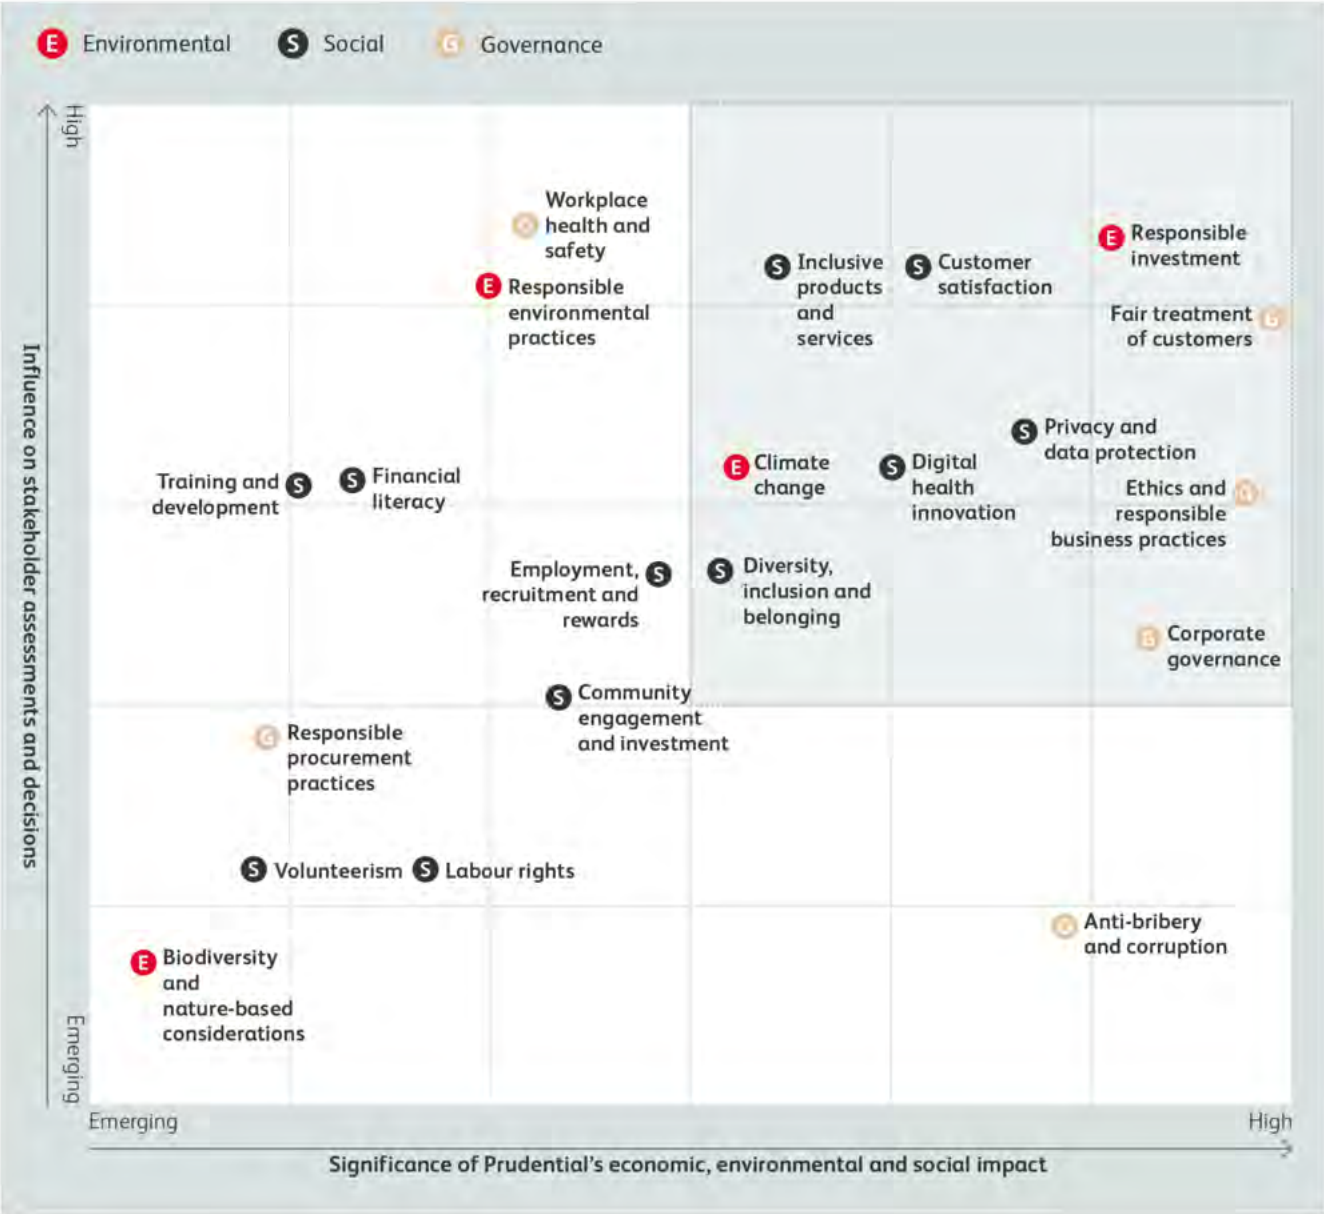 E Environmental S Social G Governance
High
Influence on stakeholder assessments and decisions
Emerging
Workplace
health and
safety
E Responsible
environmental
practices
S Inclusive
products
and
services
S Customer
satisfaction
E Responsible
investment
Fair treatment G
of customers
S Privacy and
data protection
Training and S
development
S Financial
literacy
E Climate
change
S Digital
health
innovation
Ethics and G
responsible
business practices
Employment, S
recruitment and
rewards
S Diversity,
inclusion and
belonging
G Corporate
governance
S Community
engagement
and investment
G Responsible
procurement
practices
S Volunteerism S Labour rights
Anti-bribery
and corruption
E Biodiversity
and
nature-based
considerations
Emerging High
Significance of Prudential's economic, environmental and social impact